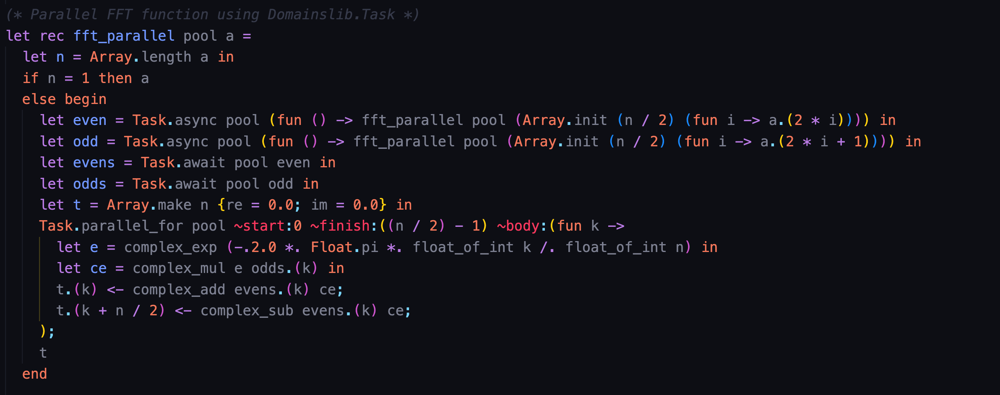 (* Parallel FFT function using Domainslib.Task *)
let rec fft_parallel pool a =
  let n = Array.length a in
  if n = 1 then a
  else begin
    let even = Task.async pool (fun () -> fft_parallel pool (Array.init (n / 2) (fun i -> a.(2 * i)))) in
    let odd = Task.async pool (fun () -> fft_parallel pool (Array.init (n / 2) (fun i -> a.(2 * i + 1)))) in
    let evens = Task.await pool even in
    let odds = Task.await pool odd in
    let t = Array.make n {re = 0.0; im = 0.0} in
    Task.parallel_for pool ~start:0 ~finish:((n / 2) - 1) ~body:(fun k ->
      let e = complex_exp (-.2.0 *. Float.pi *. float_of_int k /. float_of_int n) in
      let ce = complex_mul e odds.(k) in
      t.(k) <- complex_add evens.(k) ce;
      t.(k + n / 2) <- complex_sub evens.(k) ce;
    );
    t
  end